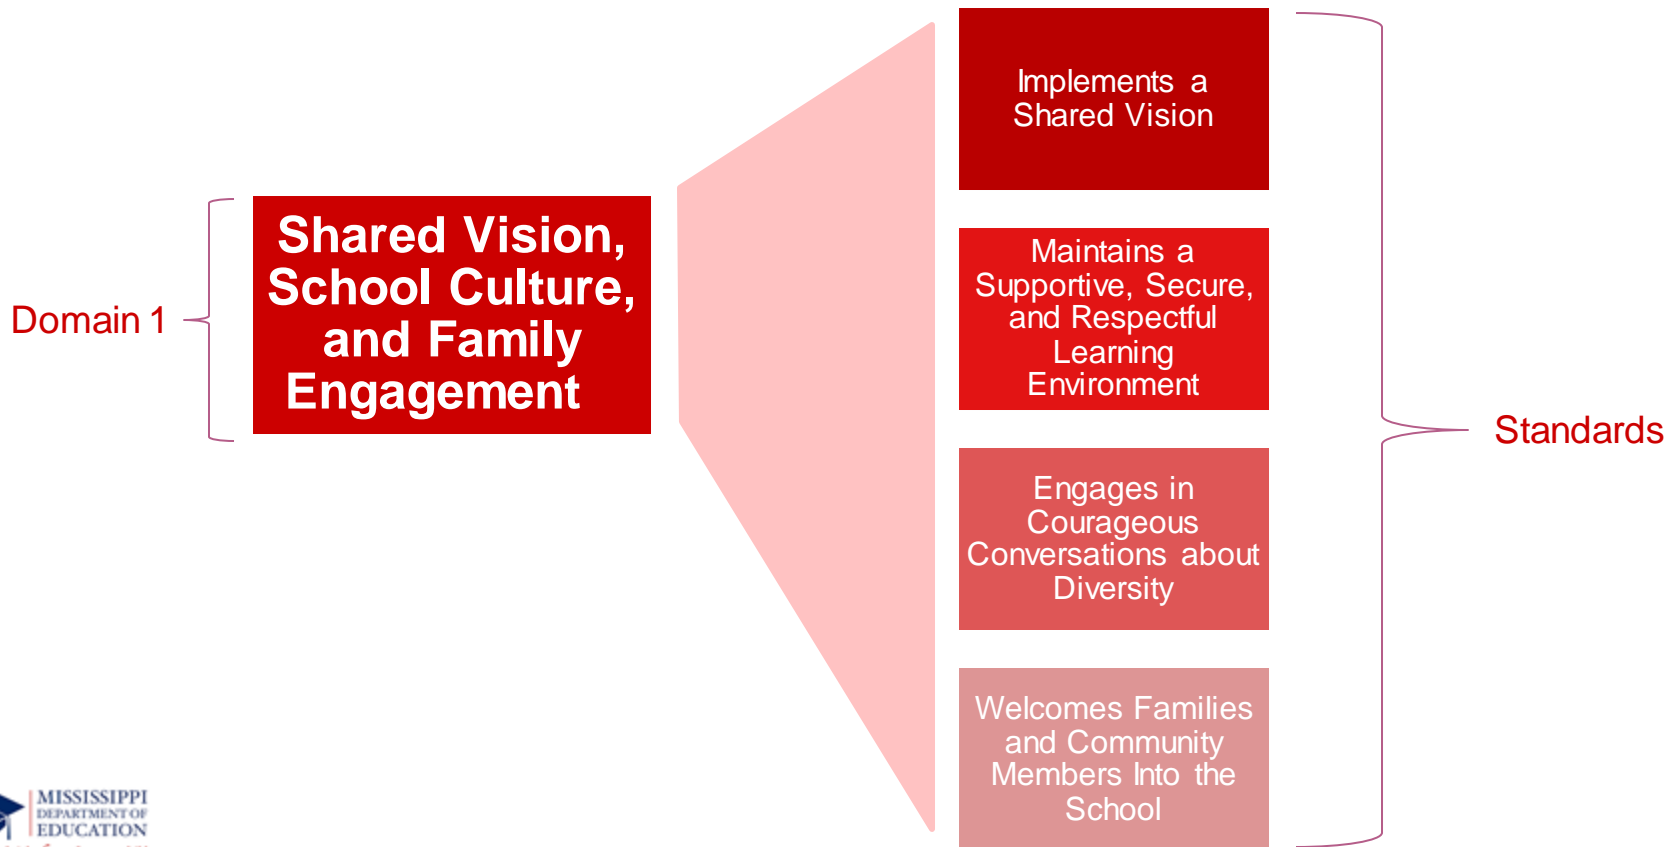 Domain 1
Shared Vision,
School Culture,
and Family
Engagement
Implements a
Shared Vision
Maintains a
Supportive, Secure,
and Respectful
Learning
Environment
Engages in
Courageous
Conversations about
Diversity
Welcomes Families
and Community
Members Into the
School
Standards
MISSISSIPPI
DEPARTMENT OF
EDUCATION